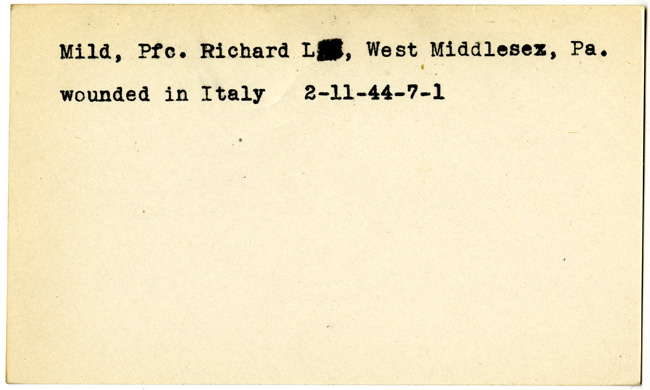 Mild, Pfc. Richard L, West Middlesex, Pa.
wounded in Italy 2-11-44-7-1